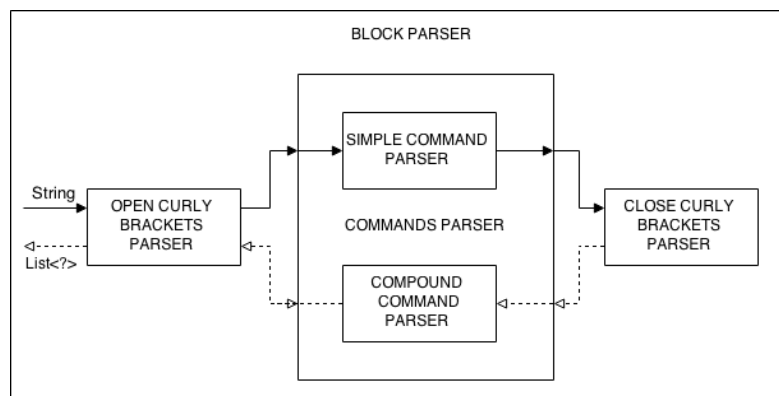 BLOCK PARSER
SIMPLE COMMAND
PARSER
String
OPEN CURLY
BRACKETS
PARSER
List<?>
COMMANDS PARSER
COMPOUND
COMMAND
PARSER
CLOSE CURLY
BRACKETS
PARSER